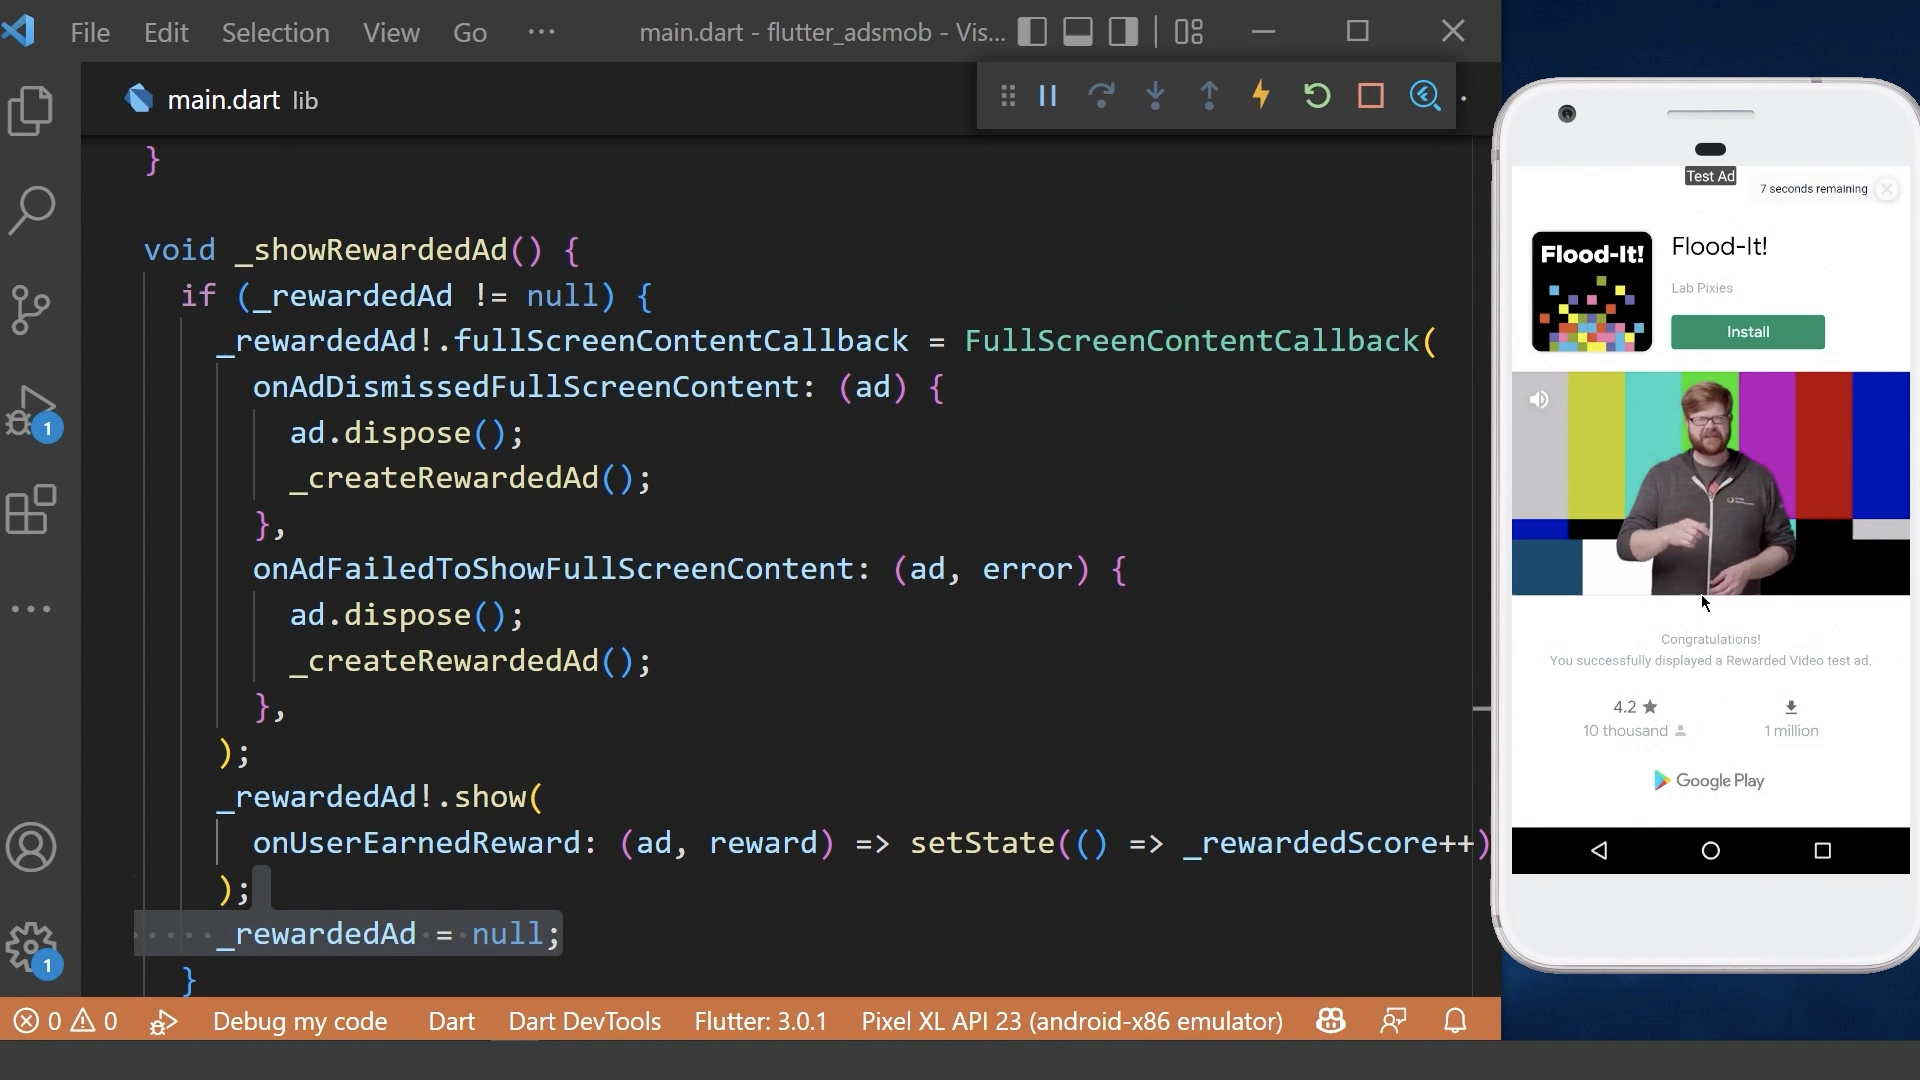 File Edit Selection View Go ··· main.dart - flutter_adsmob - Vis...
main.dart lib
}
void _showRewardedAd() {
if (_rewardedAd != null) {
_rewardedAd!.fullScreenContentCallback = FullScreenContentCallback(
onAdDismissedFullScreenContent: (ad) {
ad.dispose();
_createRewardedAd();
},
onAdFailedToShowFullScreenContent: (ad, error) {
ad.dispose();
_createRewardedAd();
},
);
_rewardedAd!.show(
onUserEarnedReward: (ad, reward) => setState(() => _rewardedScore++)
);
_rewardedAd = null;
}
1
1
0 0 Debug my code Dart Dart DevTools Flutter: 3.0.1 Pixel XL API 23 (android-x86 emulator)
Test Ad
7 seconds remaining
Flood-It!
Flood-It!
Lab Pixies
Install
Congratulations!
You successfully displayed a Rewarded Video test ad.
4.2 ★
10 thousand
1 million
Google Play